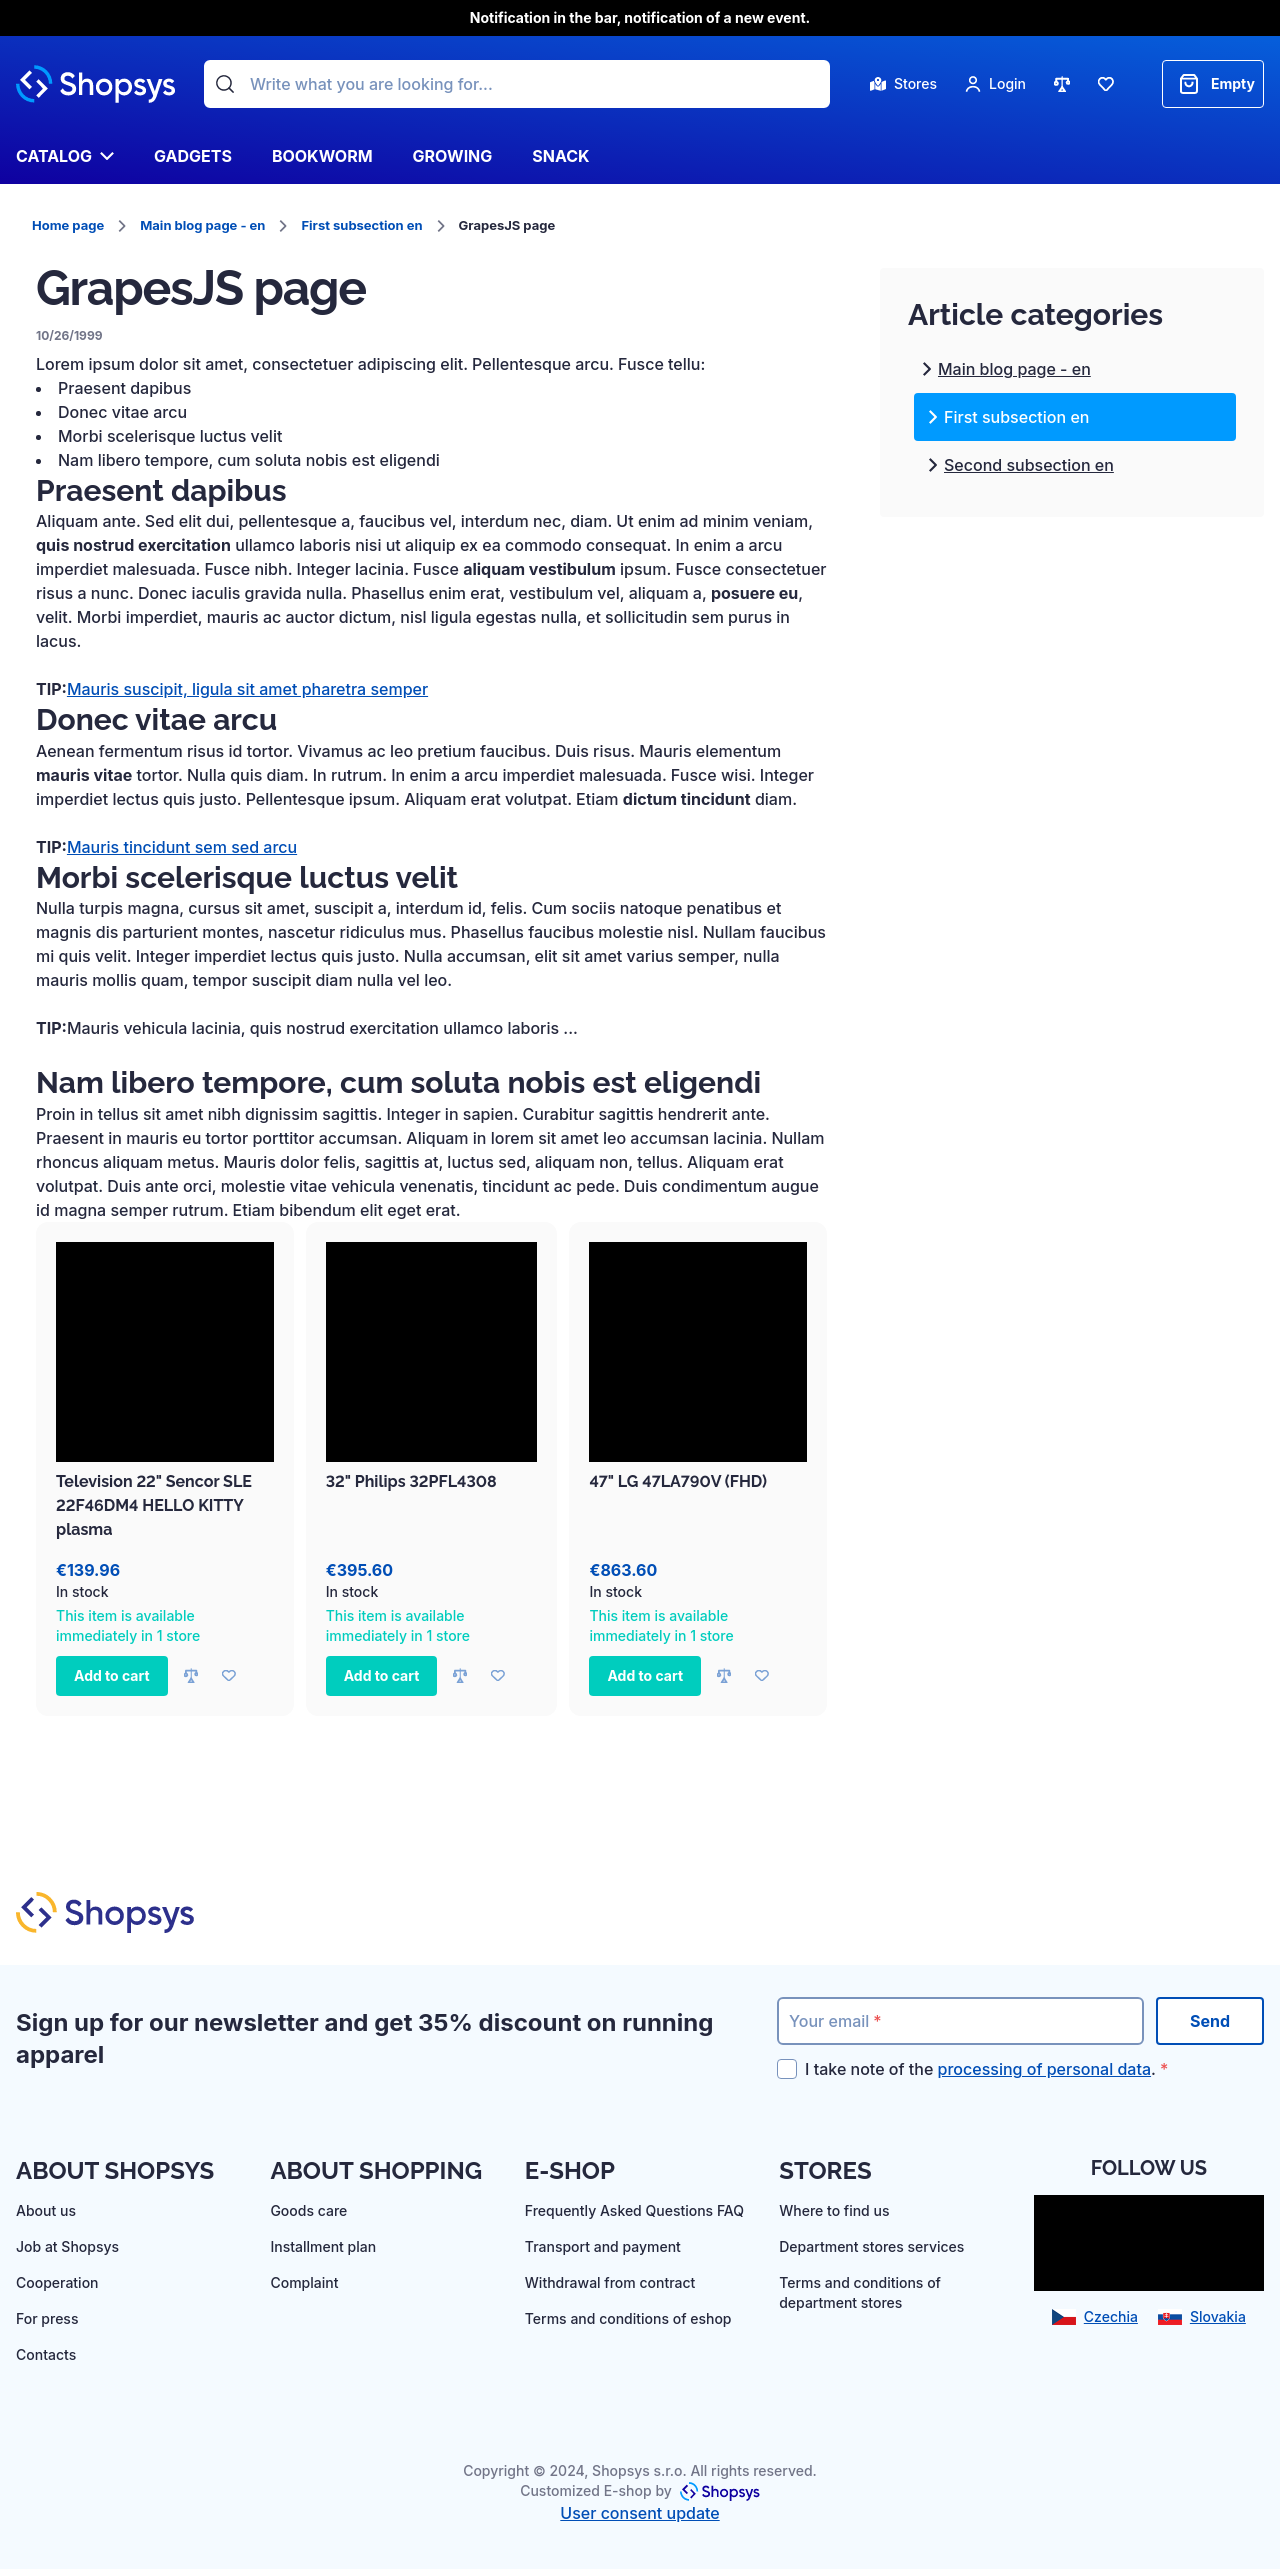 Notification in the bar, notification of a new event.
Shopsys
Write what you are looking for...
Stores
Login
Empty
CATALOG
GADGETS
BOOKWORM
GROWING
SNACK
Home page
Main blog page - en
First subsection en
GrapesJS page
GrapesJS page
10/26/1999
Lorem ipsum dolor sit amet, consectetuer adipiscing elit. Pellentesque arcu. Fusce tellu:
• Praesent dapibus
• Donec vitae arcu
• Morbi scelerisque luctus velit
• Nam libero tempore, cum soluta nobis est eligendi
Praesent dapibus
Aliquam ante. Sed elit dui, pellentesque a, faucibus vel, interdum nec, diam. Ut enim ad minim veniam,
quis nostrud exercitation ullamco laboris nisi ut aliquip ex ea commodo consequat. In enim a arcu
imperdiet malesuada. Fusce nibh. Integer lacinia. Fusce aliquam vestibulum ipsum. Fusce consectetuer
risus a nunc. Donec iaculis gravida nulla. Phasellus enim erat, vestibulum vel, aliquam a, posuere eu,
velit. Morbi imperdiet, mauris ac auctor dictum, nisl ligula egestas nulla, et sollicitudin sem purus in
lacus.
TIP:Mauris suscipit, ligula sit amet pharetra semper
Donec vitae arcu
Aenean fermentum risus id tortor. Vivamus ac leo pretium faucibus. Duis risus. Mauris elementum
mauris vitae tortor. Nulla quis diam. In rutrum. In enim a arcu imperdiet malesuada. Fusce wisi. Integer
imperdiet lectus quis justo. Pellentesque ipsum. Aliquam erat volutpat. Etiam dictum tincidunt diam.
TIP:Mauris tincidunt sem sed arcu
Morbi scelerisque luctus velit
Nulla turpis magna, cursus sit amet, suscipit a, interdum id, felis. Cum sociis natoque penatibus et
magnis dis parturient montes, nascetur ridiculus mus. Phasellus faucibus molestie nisl. Nullam faucibus
mi quis velit. Integer imperdiet lectus quis justo. Nulla accumsan, elit sit amet varius semper, nulla
mauris mollis quam, tempor suscipit diam nulla vel leo.
TIP:Mauris vehicula lacinia, quis nostrud exercitation ullamco laboris ...
Nam libero tempore, cum soluta nobis est eligendi
Proin in tellus sit amet nibh dignissim sagittis. Integer in sapien. Curabitur sagittis hendrerit ante.
Praesent in mauris eu tortor porttitor accumsan. Aliquam in lorem sit amet leo accumsan lacinia. Nullam
rhoncus aliquam metus. Mauris dolor felis, sagittis at, luctus sed, aliquam non, tellus. Aliquam erat
volutpat. Duis ante orci, molestie vitae vehicula venenatis, tincidunt ac pede. Duis condimentum augue
id magna semper rutrum. Etiam bibendum elit eget erat.
Article categories
Main blog page - en
First subsection en
Second subsection en
Television 22" Sencor SLE
22F46DM4 HELLO KITTY
plasma
€139.96
In stock
This item is available
immediately in 1 store
Add to cart
32" Philips 32PFL4308
€395.60
In stock
This item is available
immediately in 1 store
Add to cart
47" LG 47LA790V (FHD)
€863.60
In stock
This item is available
immediately in 1 store
Add to cart
Shopsys
Sign up for our newsletter and get 35% discount on running
apparel
Your email *
Send
I take note of the processing of personal data. *
ABOUT SHOPSYS
About us
Job at Shopsys
Cooperation
For press
Contacts
ABOUT SHOPPING
Goods care
Installment plan
Complaint
E-SHOP
Frequently Asked Questions FAQ
Transport and payment
Withdrawal from contract
Terms and conditions of eshop
STORES
Where to find us
Department stores services
Terms and conditions of
department stores
FOLLOW US
Czechia
Slovakia
Copyright © 2024, Shopsys s.r.o. All rights reserved.
Customized E-shop by Shopsys
User consent update